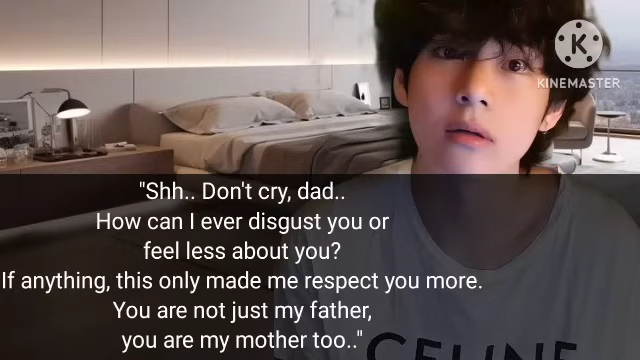 KINEMASTER
"Shh.. Don't cry, dad..
How can I ever disgust you or
feel less about you?
If anything, this only made me respect you more.
You are not just my father,
you are my mother too.."
CELINE